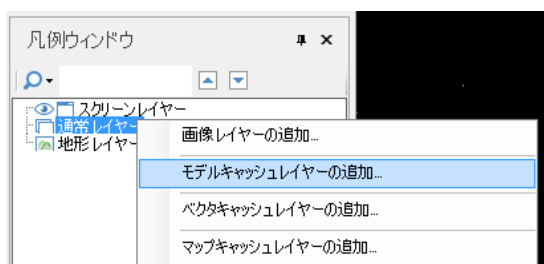 凡例ウィンドウ
スクリーンレイヤー
通常レイヤー
地形レイヤー
画像レイヤーの追加...
モデルキャッシュレイヤーの追加...
ベクタキャッシュレイヤーの追加...
マップキャッシュレイヤーの追加...